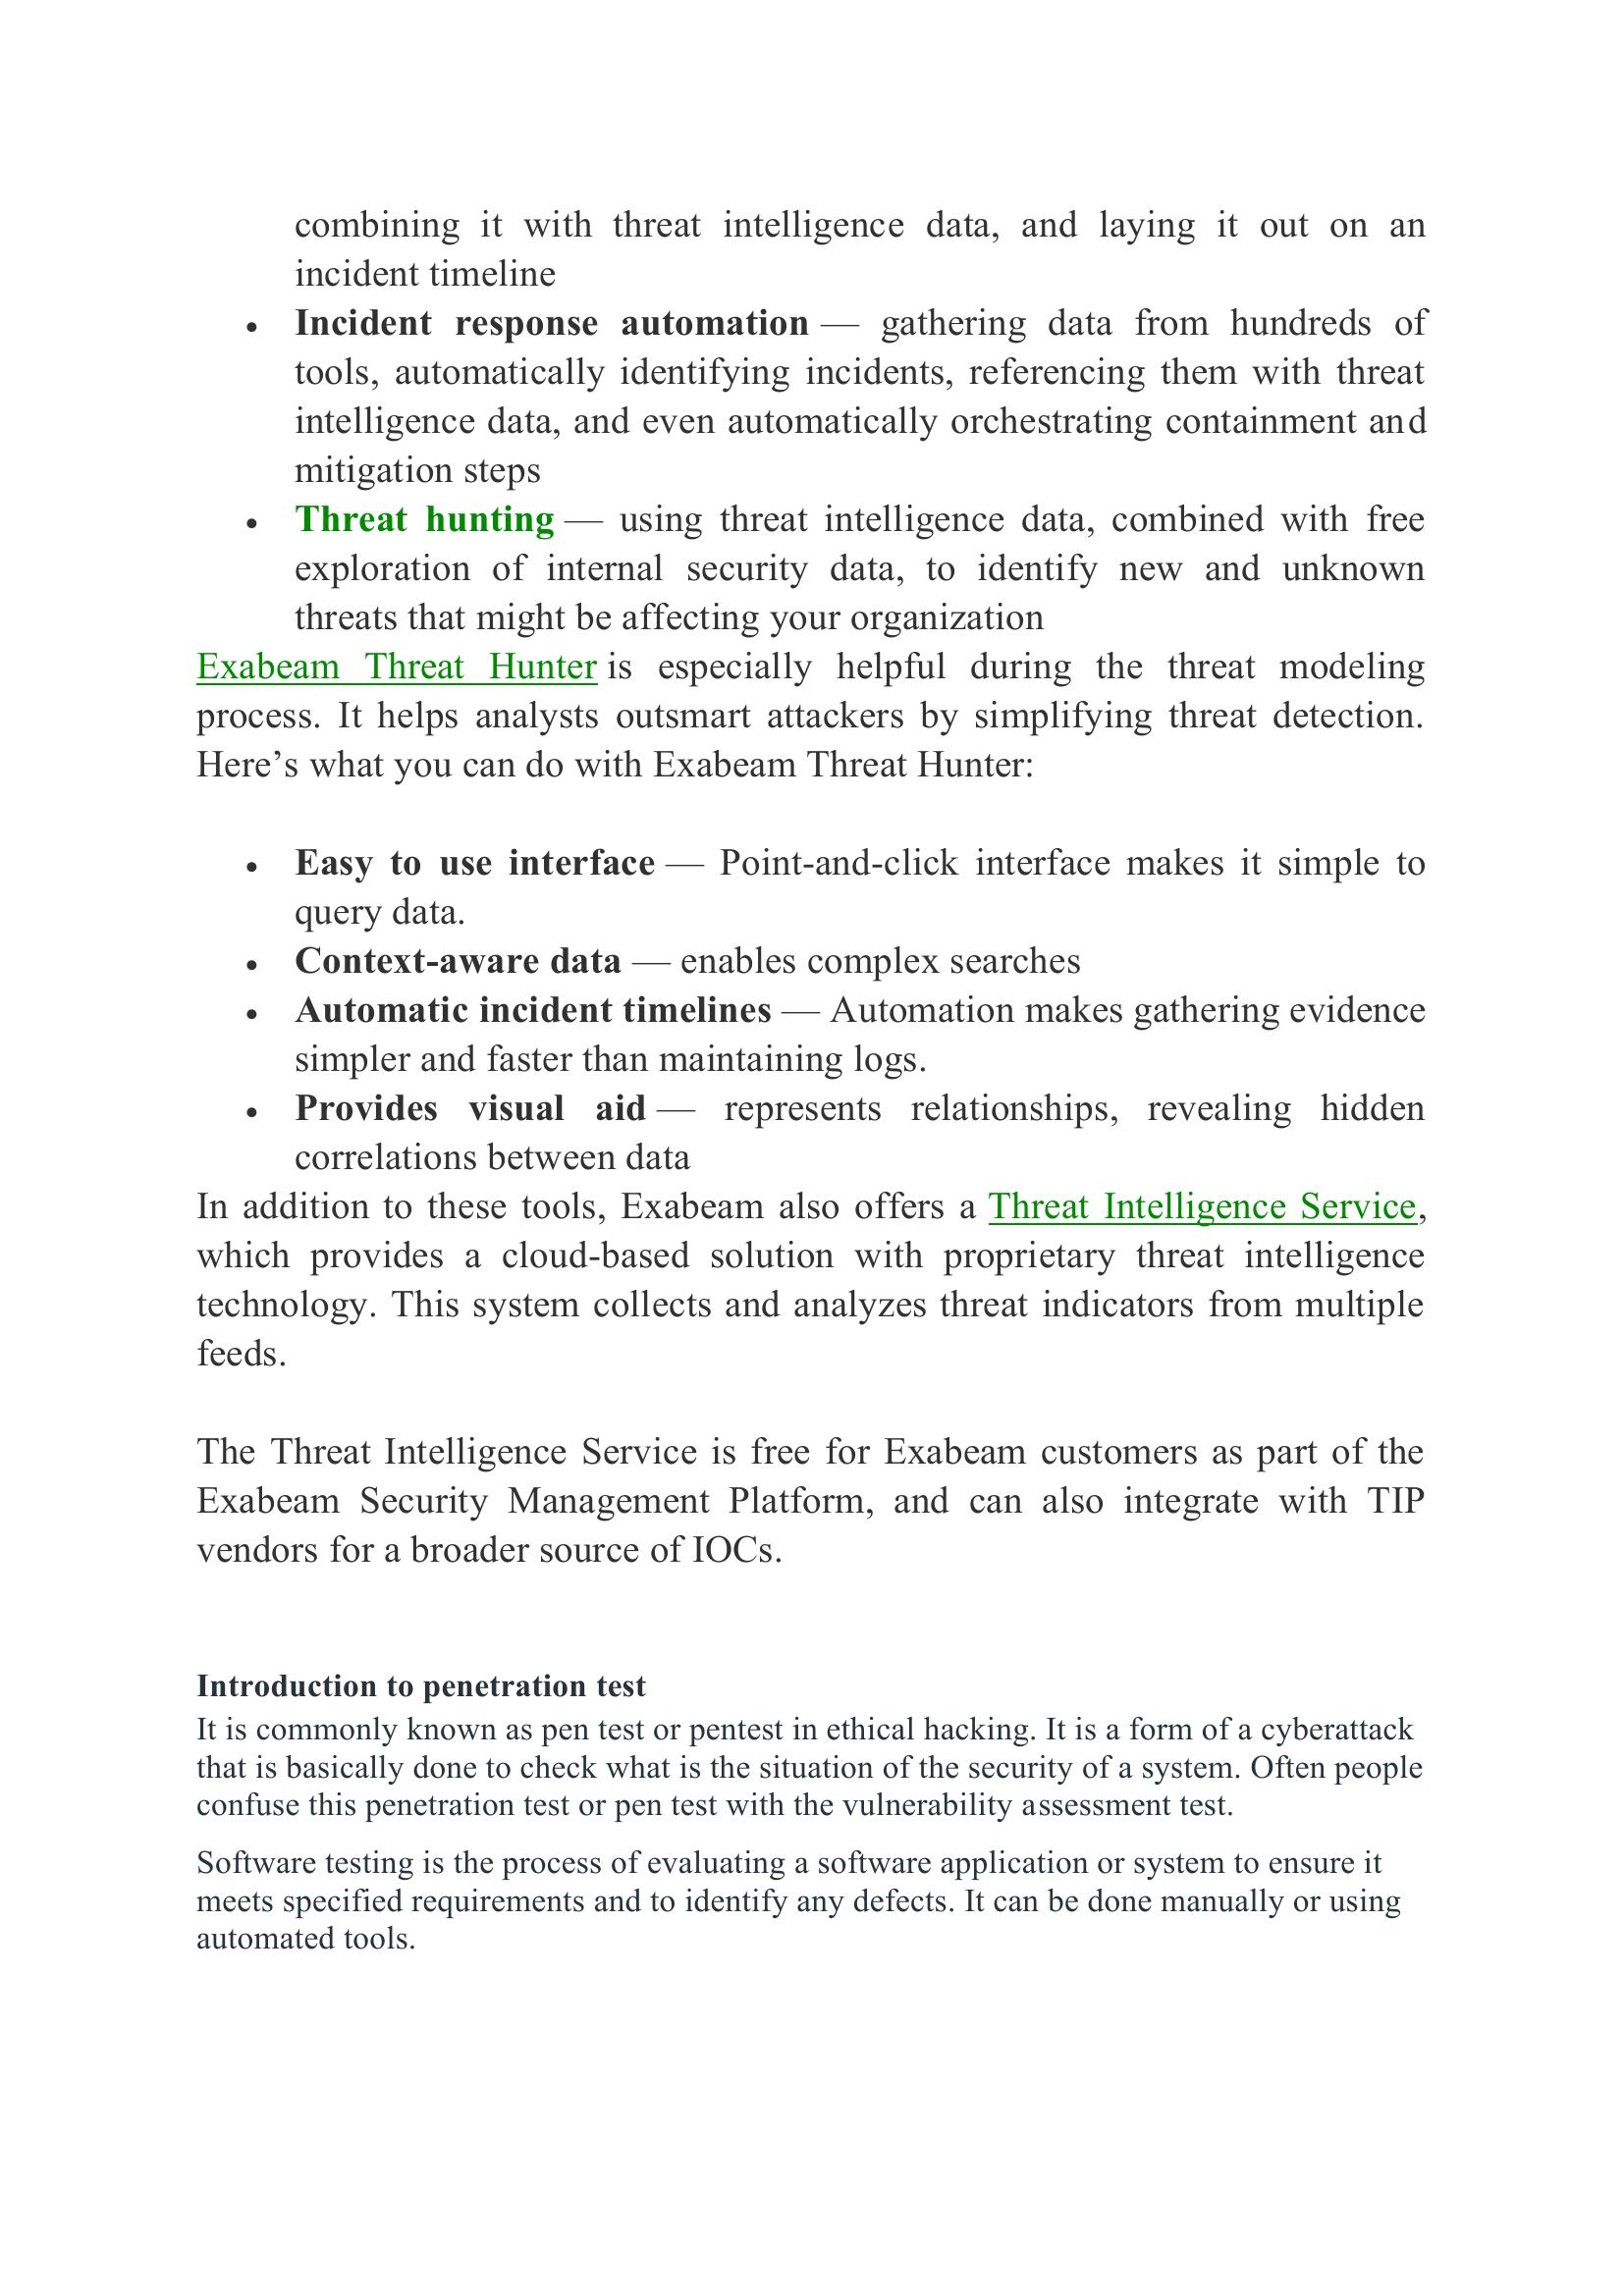 combining it with threat intelligence data, and laying it out on an
incident timeline
• Incident response automation — gathering data from hundreds of
tools, automatically identifying incidents, referencing them with threat
intelligence data, and even automatically orchestrating containment and
mitigation steps
• Threat hunting — using threat intelligence data, combined with free
exploration of internal security data, to identify new and unknown
threats that might be affecting your organization
Exabeam Threat Hunter is especially helpful during the threat modeling
process. It helps analysts outsmart attackers by simplifying threat detection.
Here’s what you can do with Exabeam Threat Hunter:
• Easy to use interface — Point-and-click interface makes it simple to
query data.
• Context-aware data — enables complex searches
• Automatic incident timelines — Automation makes gathering evidence
simpler and faster than maintaining logs.
• Provides visual aid — represents relationships, revealing hidden
correlations between data
In addition to these tools, Exabeam also offers a Threat Intelligence Service,
which provides a cloud-based solution with proprietary threat intelligence
technology. This system collects and analyzes threat indicators from multiple
feeds.
The Threat Intelligence Service is free for Exabeam customers as part of the
Exabeam Security Management Platform, and can also integrate with TIP
vendors for a broader source of IOCs.
Introduction to penetration test
It is commonly known as pen test or pentest in ethical hacking. It is a form of a cyberattack
that is basically done to check what is the situation of the security of a system. Often people
confuse this penetration test or pen test with the vulnerability assessment test.
Software testing is the process of evaluating a software application or system to ensure it
meets specified requirements and to identify any defects. It can be done manually or using
automated tools.